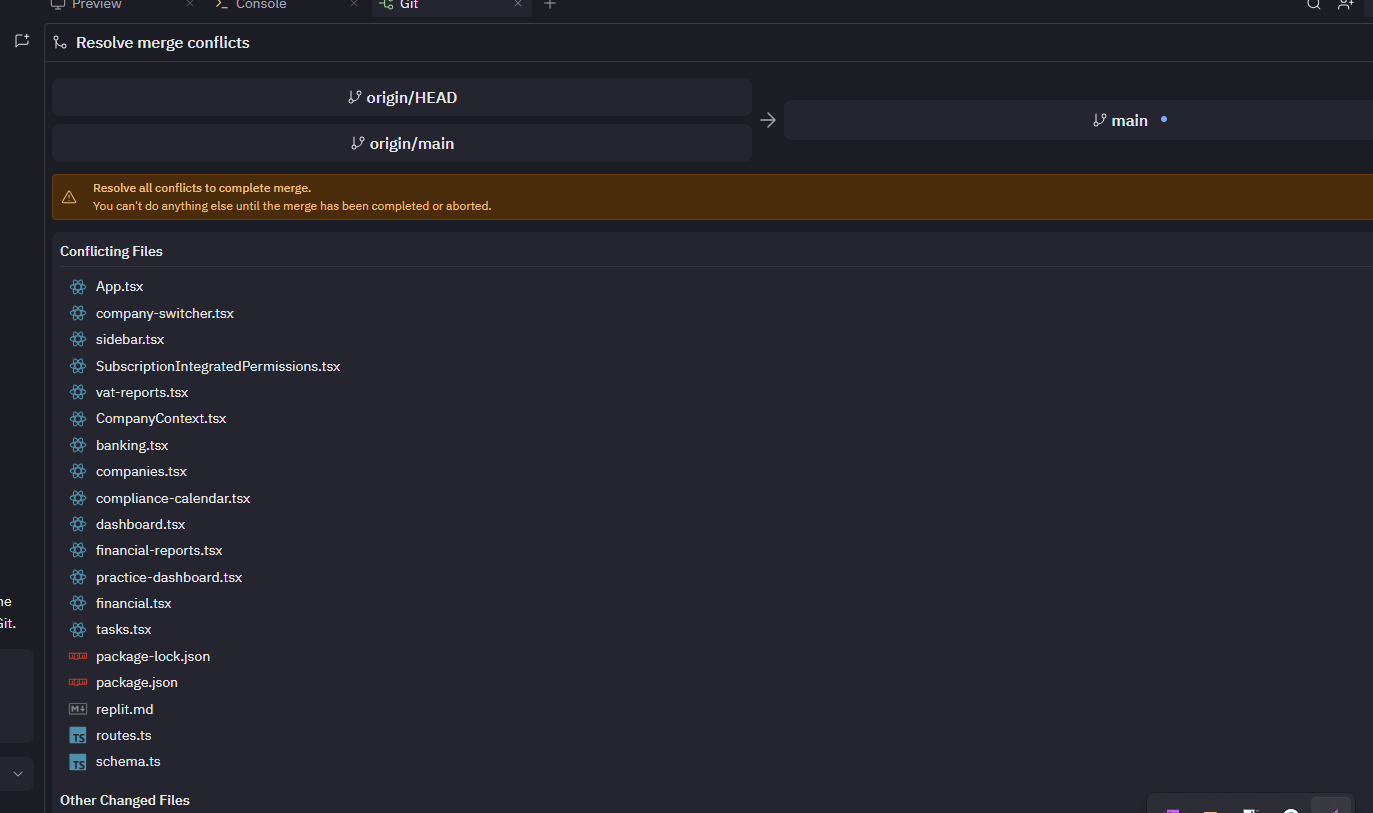 Preview
Console
Git
Resolve merge conflicts
origin/HEAD
origin/main
main
Resolve all conflicts to complete merge.
You can't do anything else until the merge has been completed or aborted.
Conflicting Files
App.tsx
company-switcher.tsx
sidebar.tsx
SubscriptionIntegratedPermissions.tsx
vat-reports.tsx
CompanyContext.tsx
banking.tsx
companies.tsx
compliance-calendar.tsx
dashboard.tsx
financial-reports.tsx
practice-dashboard.tsx
financial.tsx
tasks.tsx
package-lock.json
package.json
replit.md
routes.ts
schema.ts
Other Changed Files